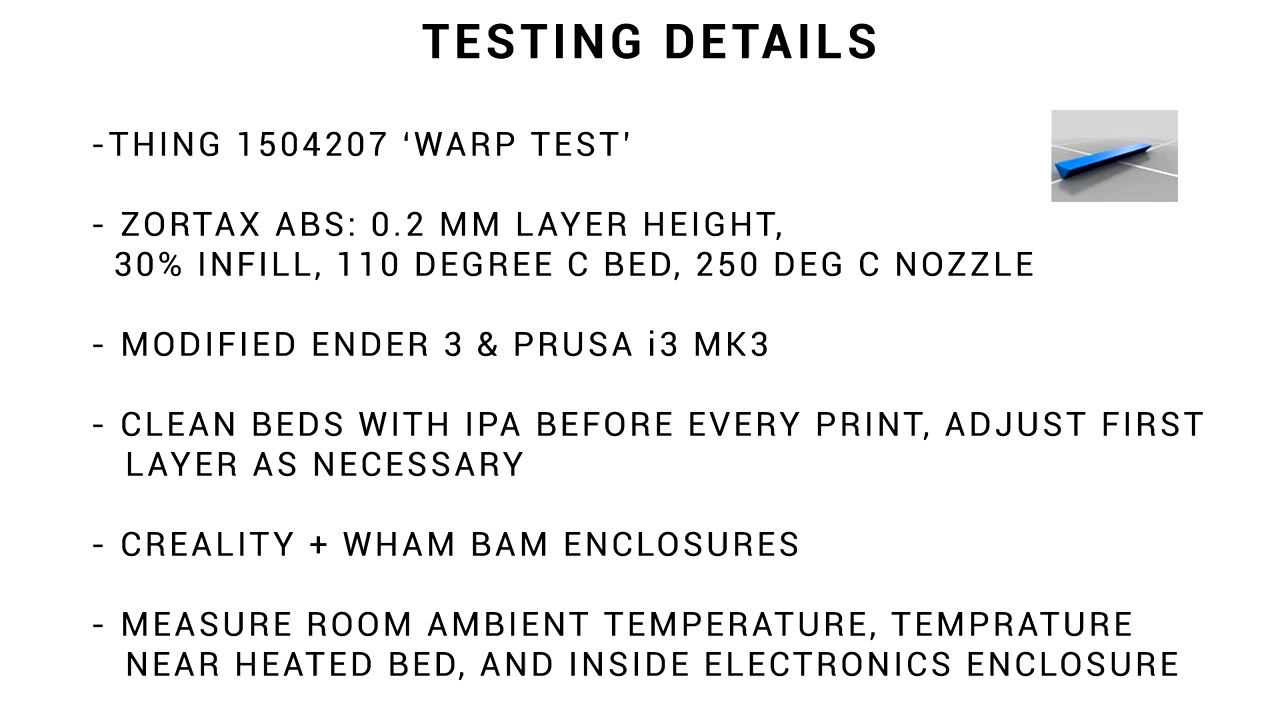 TESTING DETAILS
-THING 1504207 ‘WARP TEST’
- ZORTAX ABS: 0.2 MM LAYER HEIGHT,
30% INFILL, 110 DEGREE C BED, 250 DEG C NOZZLE
- MODIFIED ENDER 3 & PRUSA i3 MK3
- CLEAN BEDS WITH IPA BEFORE EVERY PRINT, ADJUST FIRST
LAYER AS NECESSARY
- CREALITY + WHAM BAM ENCLOSURES
- MEASURE ROOM AMBIENT TEMPERATURE, TEMPRATURE
NEAR HEATED BED, AND INSIDE ELECTRONICS ENCLOSURE